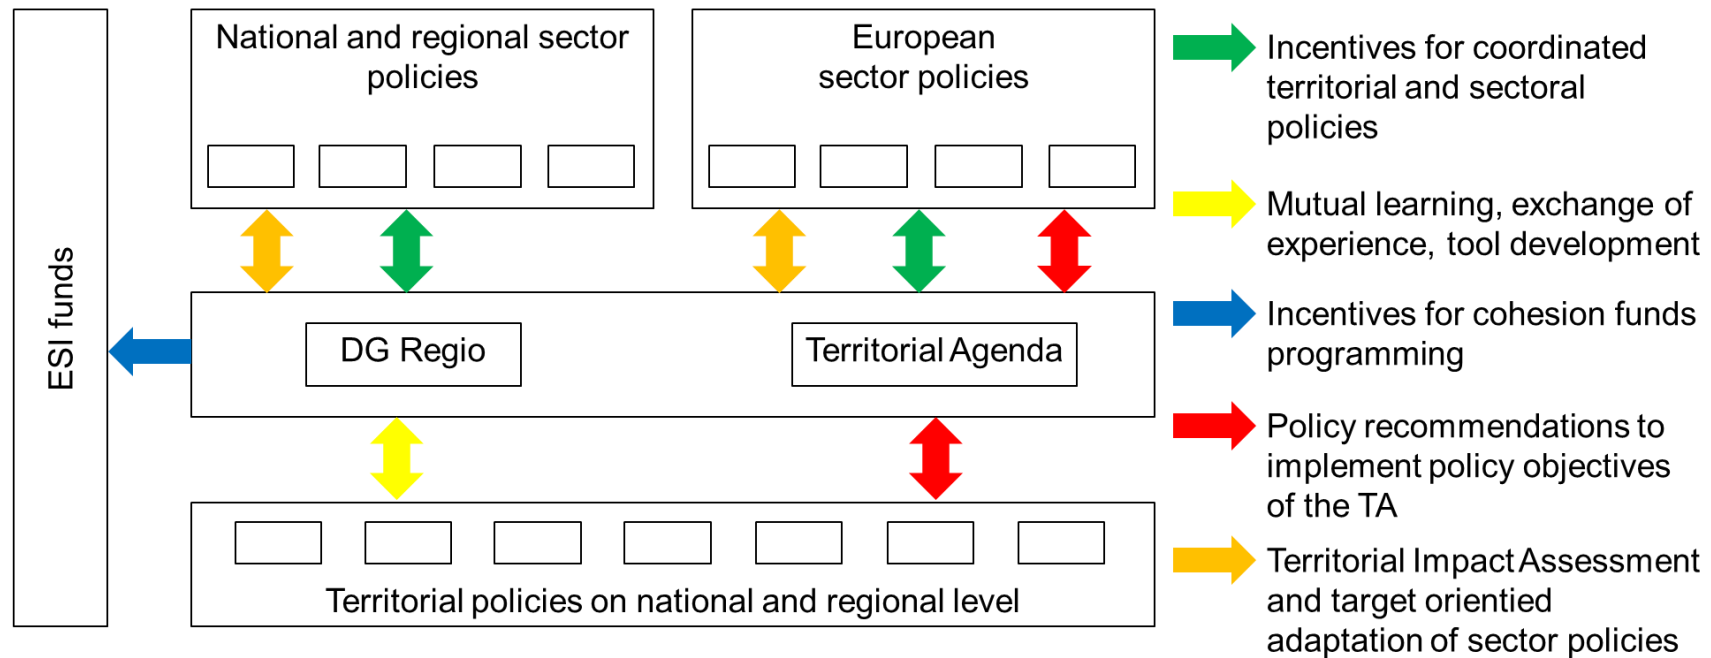 National and regional sector
policies
European
sector policies
ESI funds
DG Regio
Territorial Agenda
Territorial policies on national and regional level
Incentives for coordinated
territorial and sectoral
policies
Mutual learning, exchange of
experience, tool development
Incentives for cohesion funds
programming
Policy recommendations to
implement policy objectives
of the TA
Territorial Impact Assessment
and target orientied
adaptation of sector policies